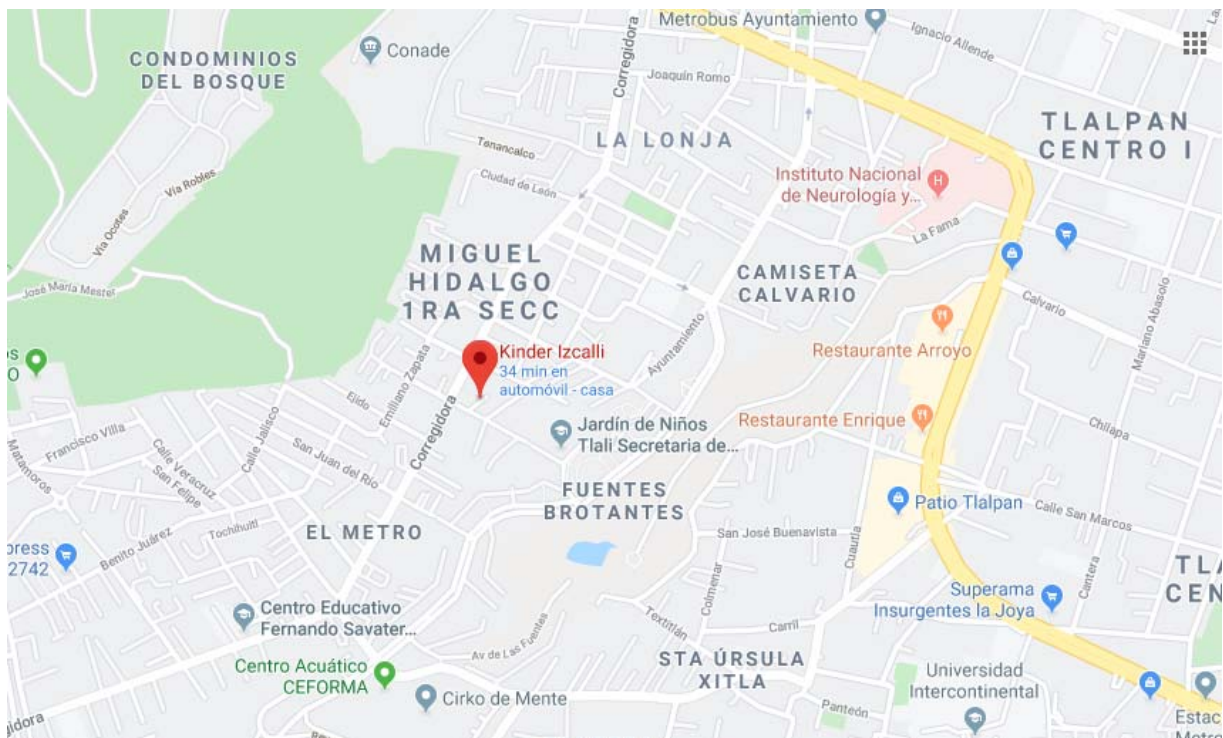 Metrobus Ayuntamiento
Ignacio Allende
CONDOMINIOS
DEL BOSQUE
Conade
Corregidora
Joaquín Romo
TLALPAN
CENTRO I
LA LONJA
Tenancalco
Ciudad de León
Instituto Nacional
de Neurología y...
H
Vía Robles
Vía Ocotes
La Fama
MIGUEL
HIDALGO
1RA SECC
CAMISETA
CALVARIO
José María Mestel
Calvario
Mariano Abasolo
Ayuntamiento
Restaurante Arroyo
Kinder Izcalli
34 min en
automóvil - casa
Emiliano Zapata
Ejido
Corregidora
Restaurante Enrique
Jardín de Niños
Tlali Secretaria de...
Chilapa
Francisco Villa
Matamoros
Calle Veracruz
San Felipe
Calle Jalisco
San Juan del Río
FUENTES
BROTANTES
Patio Tlalpan
Calle San Marcos
EL METRO
Tochihuitl
Benito Juárez
San José Buenavista
Cuautla
press
2742
TLA
CEN
Cantera
Colmenar
Superama
Insurgentes la Joya
Centro Educativo
Fernando Savater...
Textitlán
Carril
Av de Las Fuentes
STA ÚRSULA
XITLA
Centro Acuático
CEFORMA
Universidad
Intercontinental
Cirko de Mente
Panteón
Estac